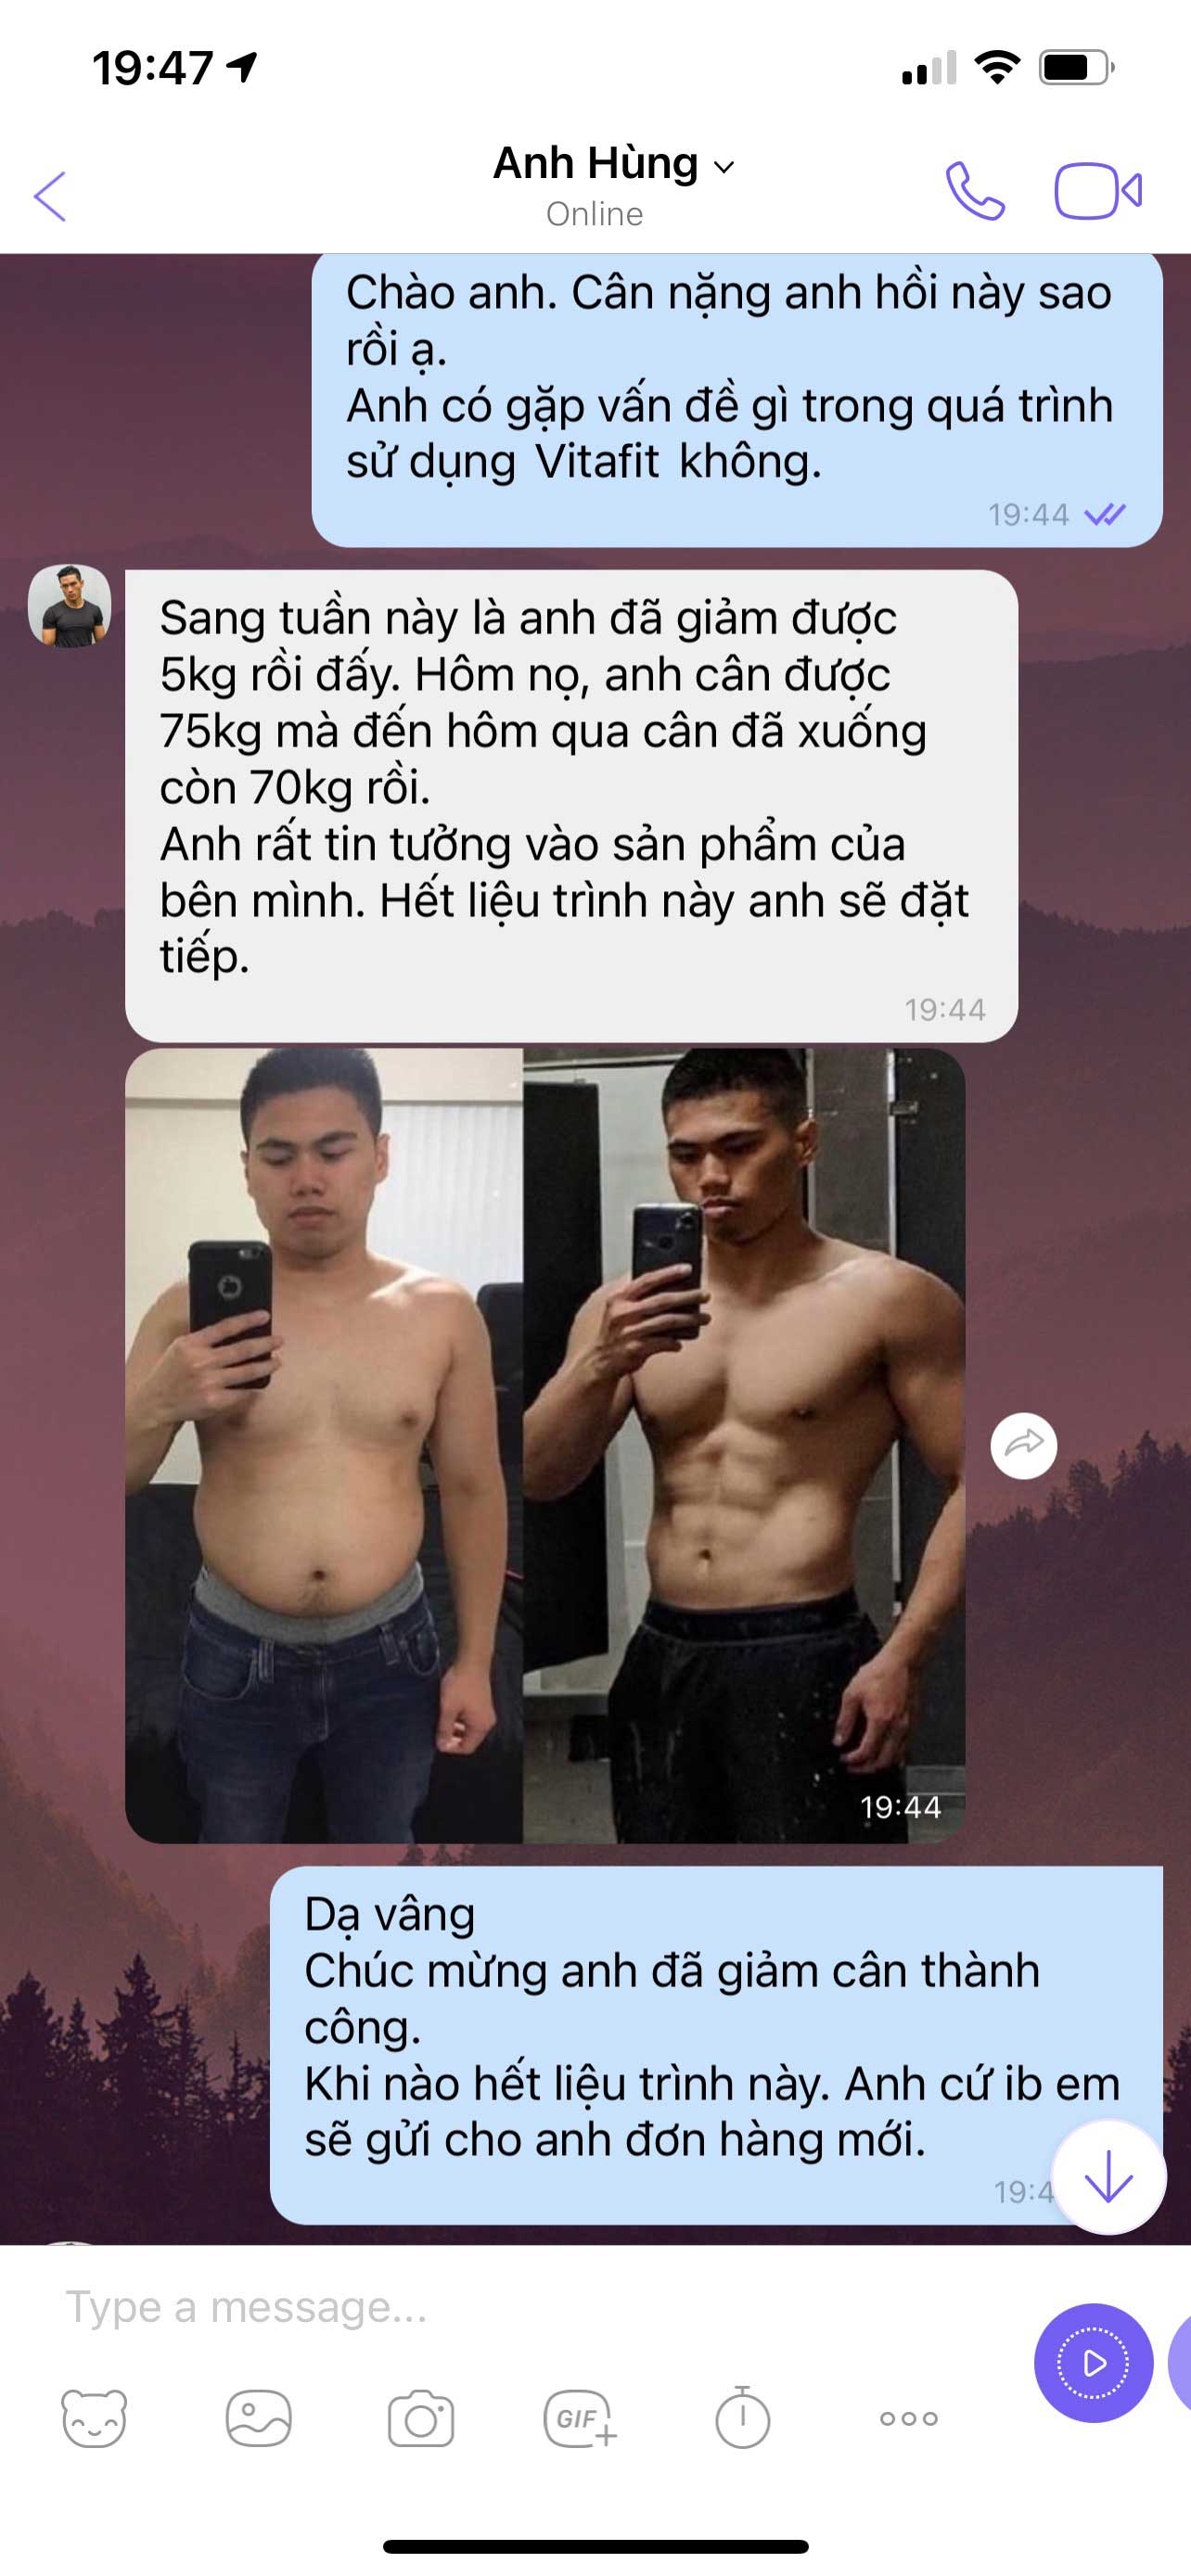 19:47
Anh Hùng
Online
Chào anh. Cân nặng anh hồi này sao
rồi ạ.
Anh có gặp vấn đề gì trong quá trình
sử dụng Vitafit không.
19:44
Sang tuần này là anh đã giảm được
5kg rồi đấy. Hôm nọ, anh cân được
75kg mà đến hôm qua cân đã xuống
còn 70kg rồi.
Anh rất tin tưởng vào sản phẩm của
bên mình. Hết liệu trình này anh sẽ đặt
tiếp.
19:44
19:44
Dạ vâng
Chúc mừng anh đã giảm cân thành
công.
Khi nào hết liệu trình này. Anh cứ ib em
sẽ gửi cho anh đơn hàng mới.
19:4
Type a message...
GIF